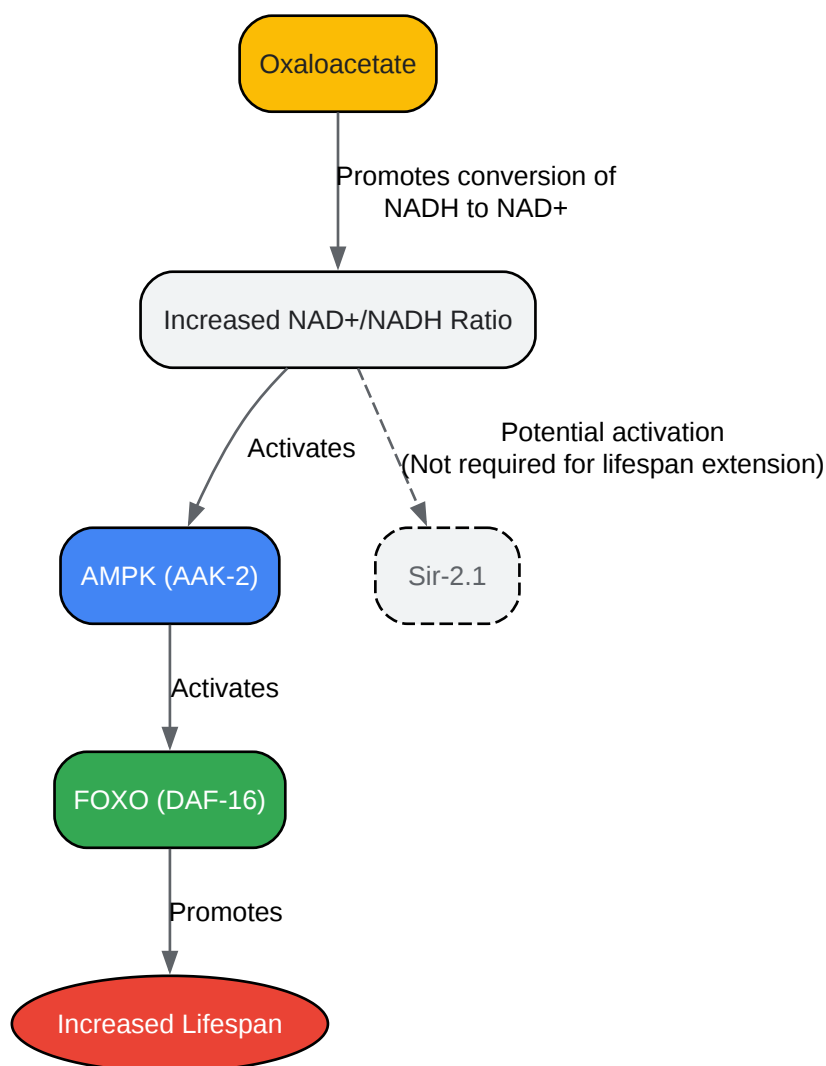 Oxaloacetate
Promotes conversion of
NADH to NAD+
Increased NAD+/NADH Ratio
Activates
Potential activation
(Not required for lifespan extension)
AMPK (AAK-2)
Sir-2.1
Activates
FOXO (DAF-16)
Promotes
Increased Lifespan